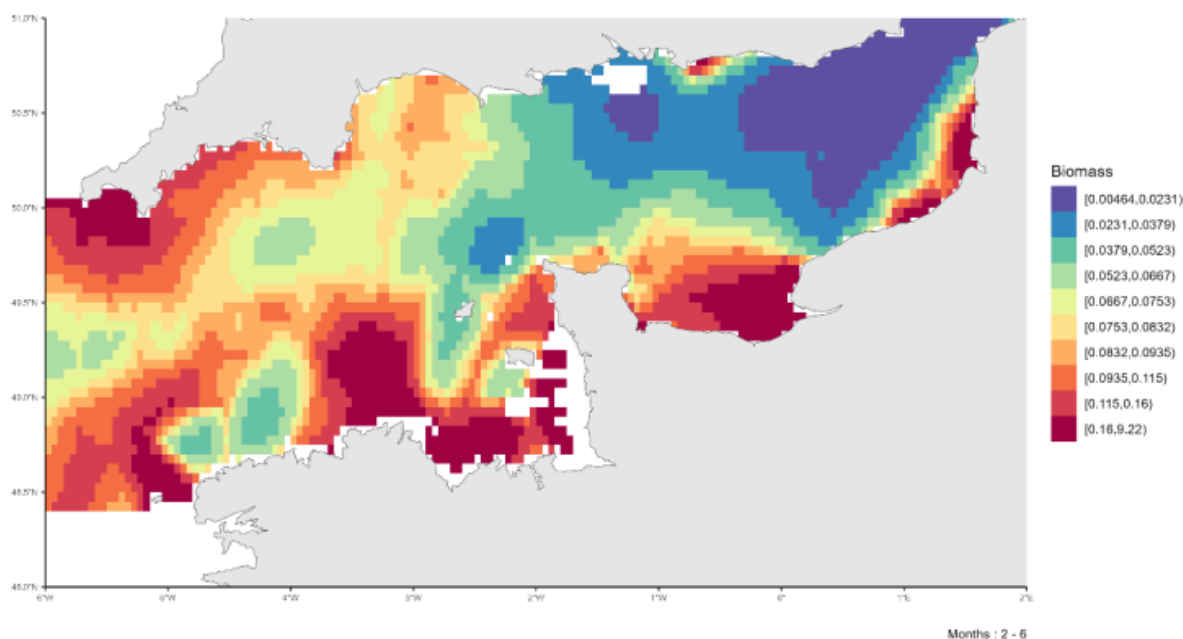 51.0°N
50.5°N
50.0°N
49.5°N
49.0°N
48.5°N
48.0°N
6°W 5°W 4°W 3°W 2°W 1°W 0° 1°E 2°E
Biomass
[0.00464,0.0231)
[0.0231,0.0379)
[0.0379,0.0523)
[0.0523,0.0667)
[0.0667,0.0753)
[0.0753,0.0832)
[0.0832,0.0935)
[0.0935,0.115)
[0.115,0.16)
[0.16,9.22)
Months : 2 - 6